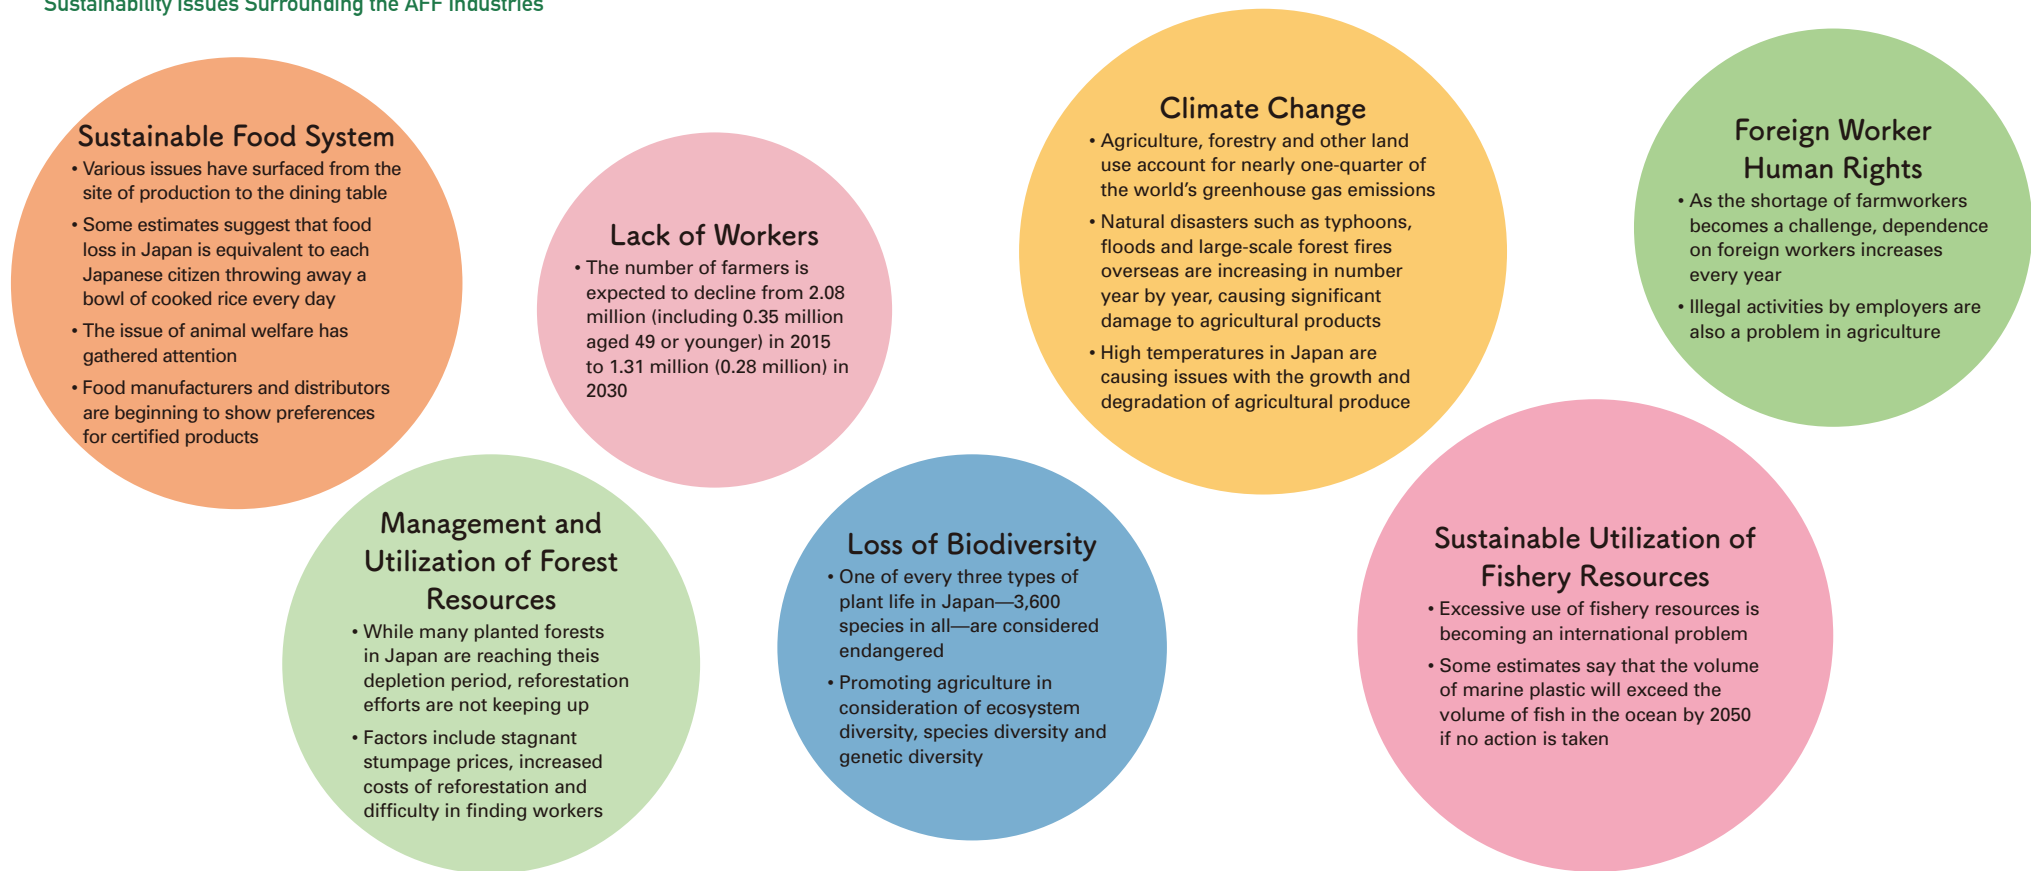 Sustainability Issues Surrounding the AFF Industries
Sustainable Food System
• Various issues have surfaced from the
site of production to the dining table
• Some estimates suggest that food
loss in Japan is equivalent to each
Japanese citizen throwing away a
bowl of cooked rice every day
• The issue of animal welfare has
gathered attention
• Food manufacturers and distributors
are beginning to show preferences
for certified products
Lack of Workers
• The number of farmers is
expected to decline from 2.08
million (including 0.35 million
aged 49 or younger) in 2015
to 1.31 million (0.28 million) in
2030
Climate Change
• Agriculture, forestry and other land
use account for nearly one-quarter of
the world’s greenhouse gas emissions
• Natural disasters such as typhoons,
floods and large-scale forest fires
overseas are increasing in number
year by year, causing significant
damage to agricultural products
• High temperatures in Japan are
causing issues with the growth and
degradation of agricultural produce
Foreign Worker
Human Rights
• As the shortage of farmworkers
becomes a challenge, dependence
on foreign workers increases
every year
• Illegal activities by employers are
also a problem in agriculture
Management and
Utilization of Forest
Resources
• While many planted forests
in Japan are reaching theis
depletion period, reforestation
efforts are not keeping up
• Factors include stagnant
stumpage prices, increased
costs of reforestation and
difficulty in finding workers
Loss of Biodiversity
• One of every three types of
plant life in Japan—3,600
species in all—are considered
endangered
• Promoting agriculture in
consideration of ecosystem
diversity, species diversity and
genetic diversity
Sustainable Utilization of
Fishery Resources
• Excessive use of fishery resources is
becoming an international problem
• Some estimates say that the volume
of marine plastic will exceed the
volume of fish in the ocean by 2050
if no action is taken